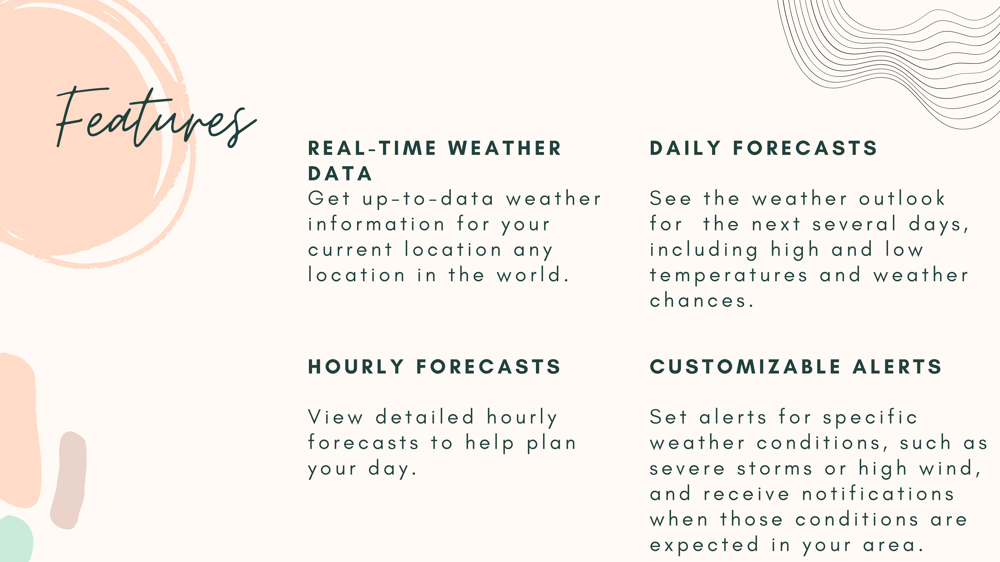 Features
REAL-TIME WEATHER
DATA
Get up-to-data weather
information for your
current location any
location in the world.
DAILY FORECASTS
See the weather outlook
for  the next several days,
including high and low
temperatures and weather
chances.
HOURLY FORECASTS
View detailed hourly
forecasts to help plan
your day.
CUSTOMIZABLE ALERTS
Set alerts for specific
weather conditions, such as
severe storms or high wind,
and receive notifications
when those conditions are
expected in your area.